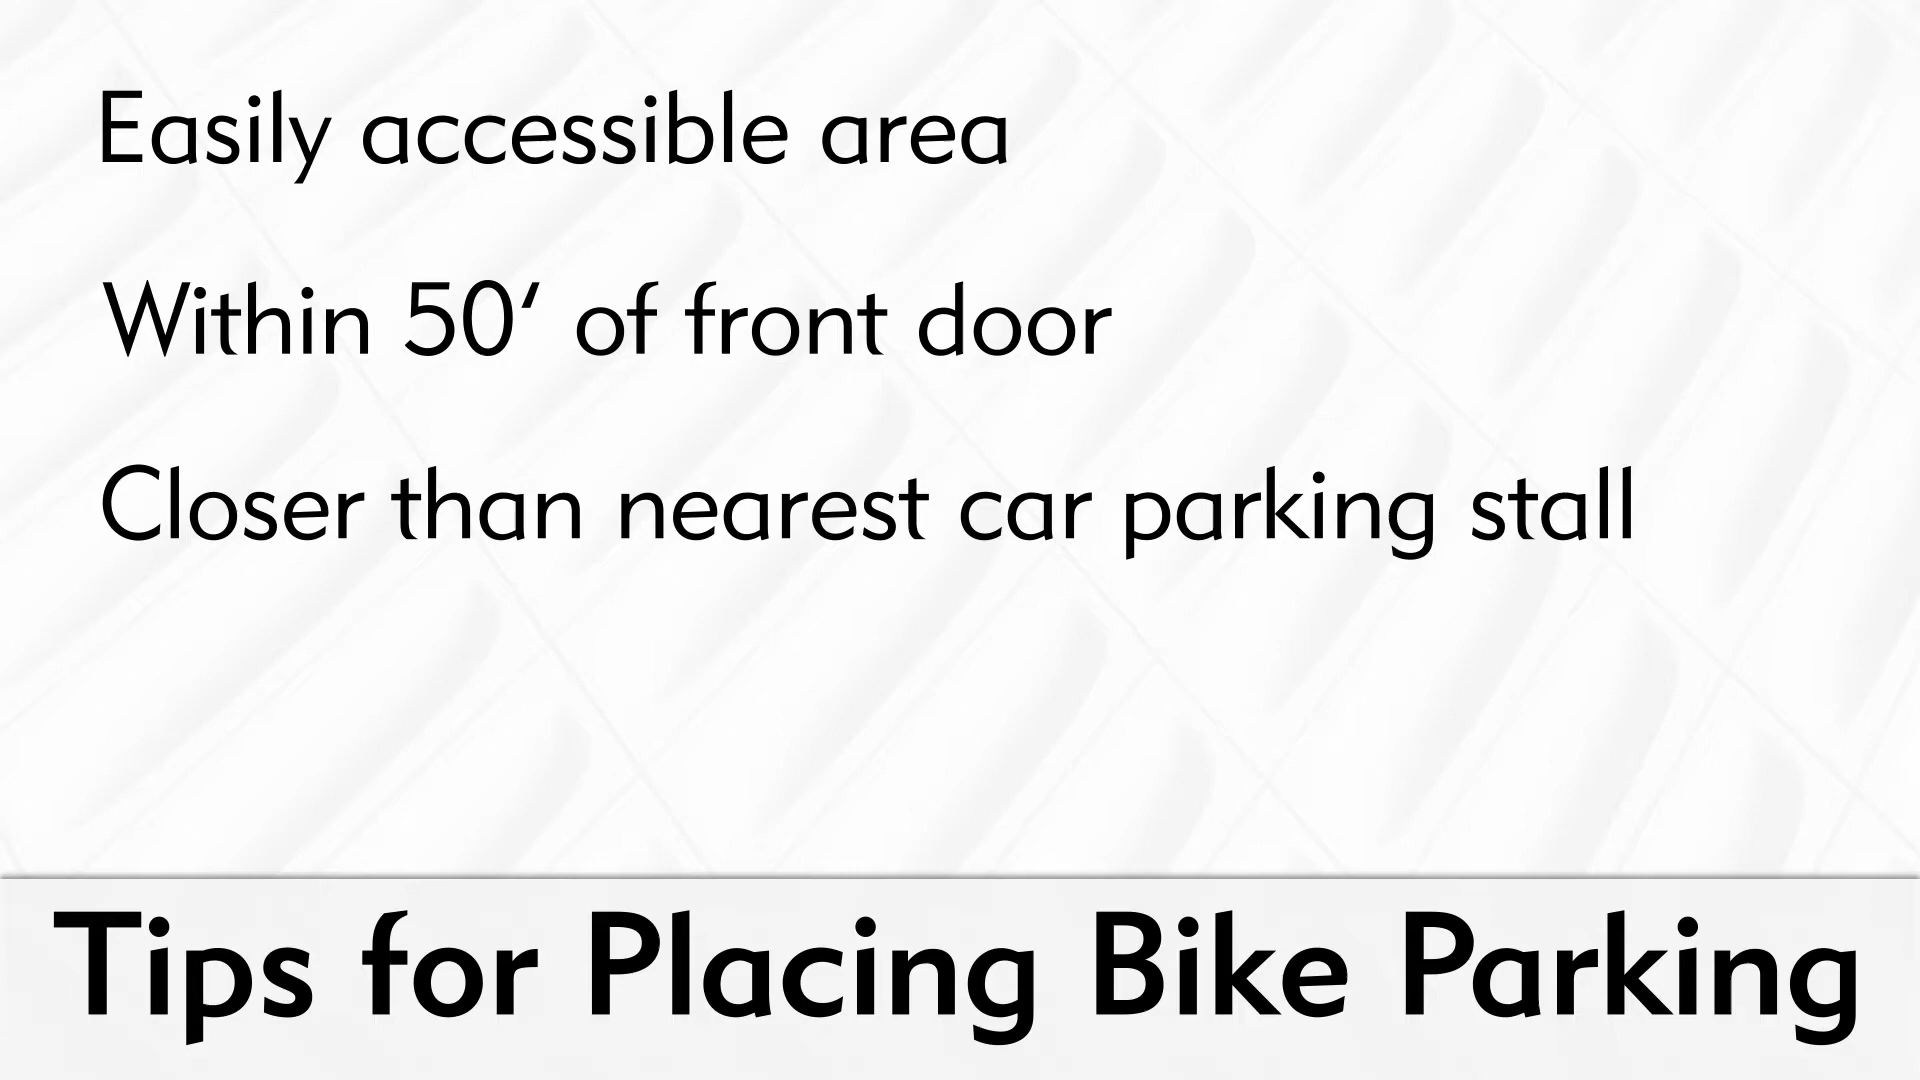 Easily accessible area
Within 50‘ of front door
Closer than nearest car parking stall
Tips for Placing Bike Parking